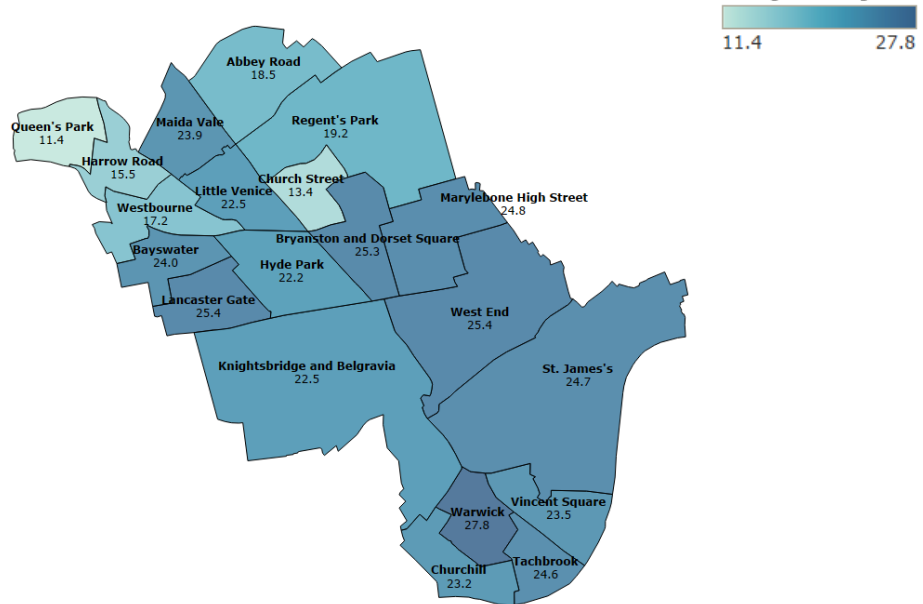 11.4 27.8
Abbey Road
18.5
Queen's Park
11.4
Maida Vale
23.9
Regent's Park
19.2
Harrow Road
15.5
Church Street
13.4
Little Venice
22.5
Marylebone High Street
24.8
Westbourne
17.2
Bryanston and Dorset Square
25.3
Bayswater
24.0
Hyde Park
22.2
Lancaster Gate
25.4
West End
25.4
Knightsbridge and Belgravia
22.5
St. James's
24.7
Vincent Square
23.5
Warwick
27.8
Tachbrook
24.6
Churchill
23.2